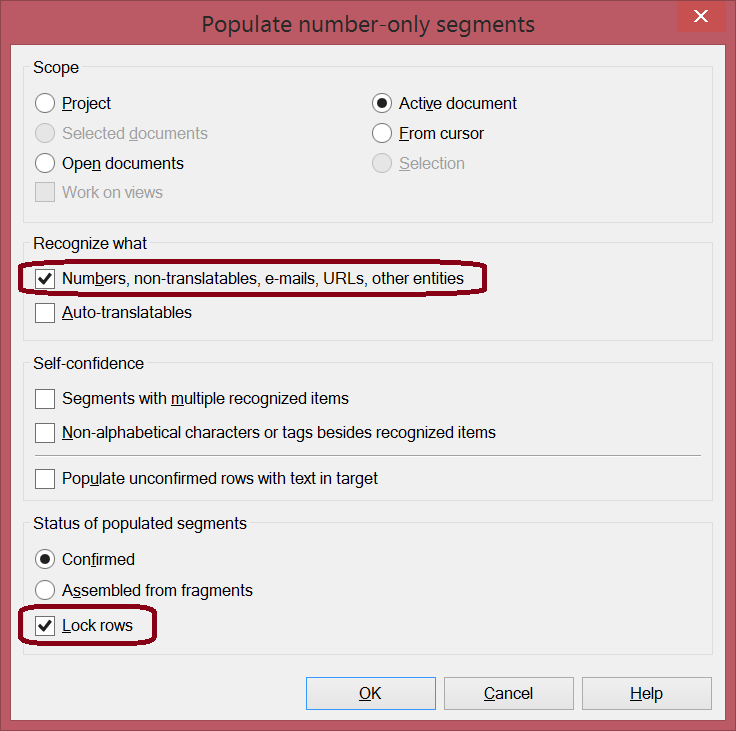 Populate number-only segments
Scope
Project
Active document
Selected documents
From cursor
Open documents
Selection
Work on views
Recognize what
Numbers, non-translatables, e-mails, URLs, other entities
Auto-translatables
Self-confidence
Segments with multiple recognized items
Non-alphabetical characters or tags besides recognized items
Populate unconfirmed rows with text in target
Status of populated segments
Confirmed
Assembled from fragments
Lock rows
OK
Cancel
Help